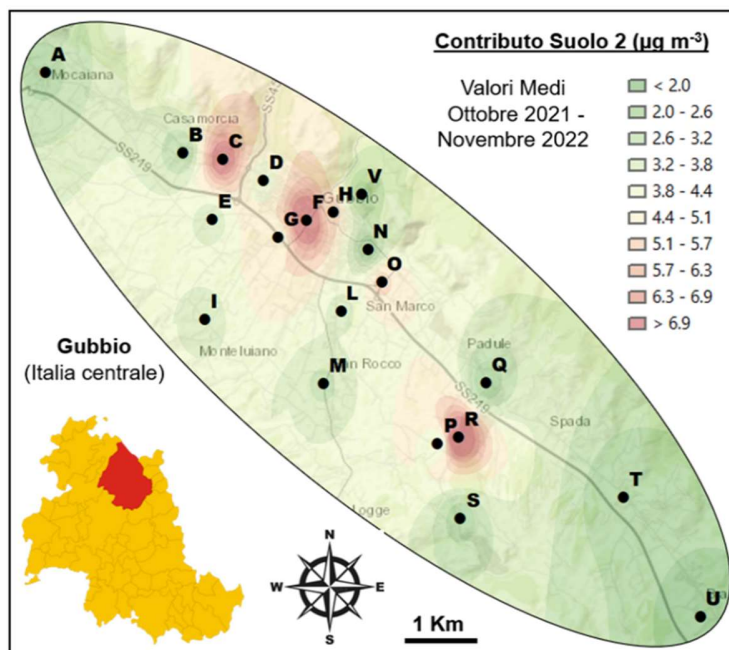 Contributo Suolo 2 (µg m⁻³)
Valori Medi
Ottobre 2021 -
Novembre 2022
< 2.0
2.0 - 2.6
2.6 - 3.2
3.2 - 3.8
3.8 - 4.4
4.4 - 5.1
5.1 - 5.7
5.7 - 6.3
6.3 - 6.9
> 6.9
A
Mocaiana
Casamorcia
SS219
B
C
D
V
E
F
H
G
Gubbio
N
O
I
L
San Marco
Monteluiano
M
San Rocco
Padule
Q
SS219
P
R
Spada
S
T
U
Logge
Gubbio
(Italia centrale)
N
W
E
S
1 Km